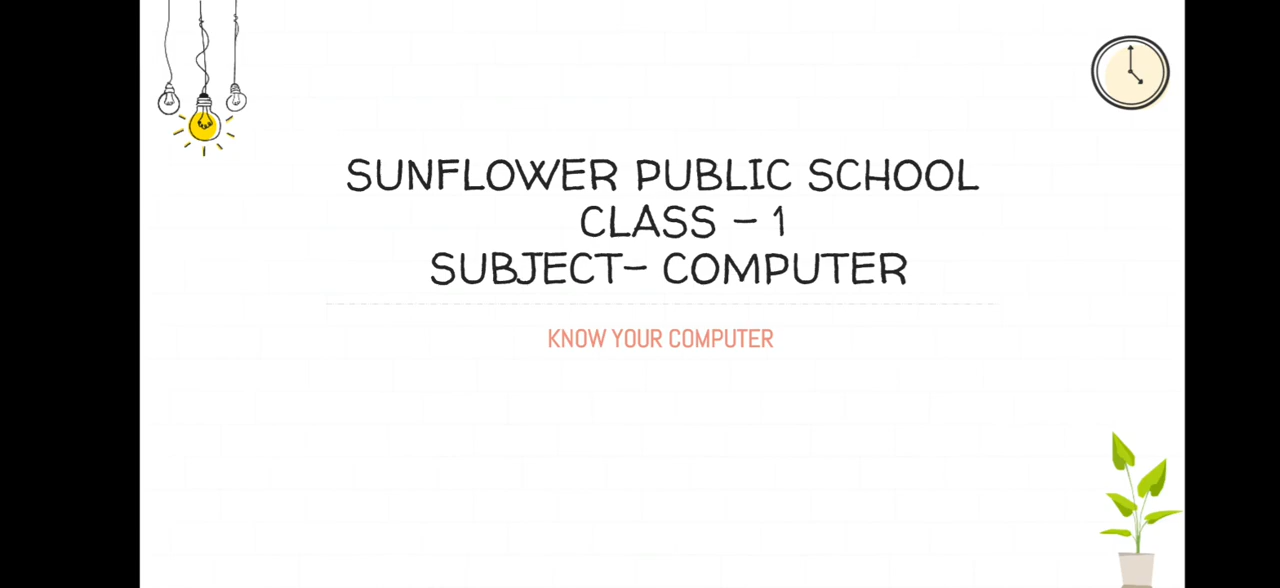 SUNFLOWER PUBLIC SCHOOL
CLASS – 1
SUBJECT– COMPUTER
KNOW YOUR COMPUTER